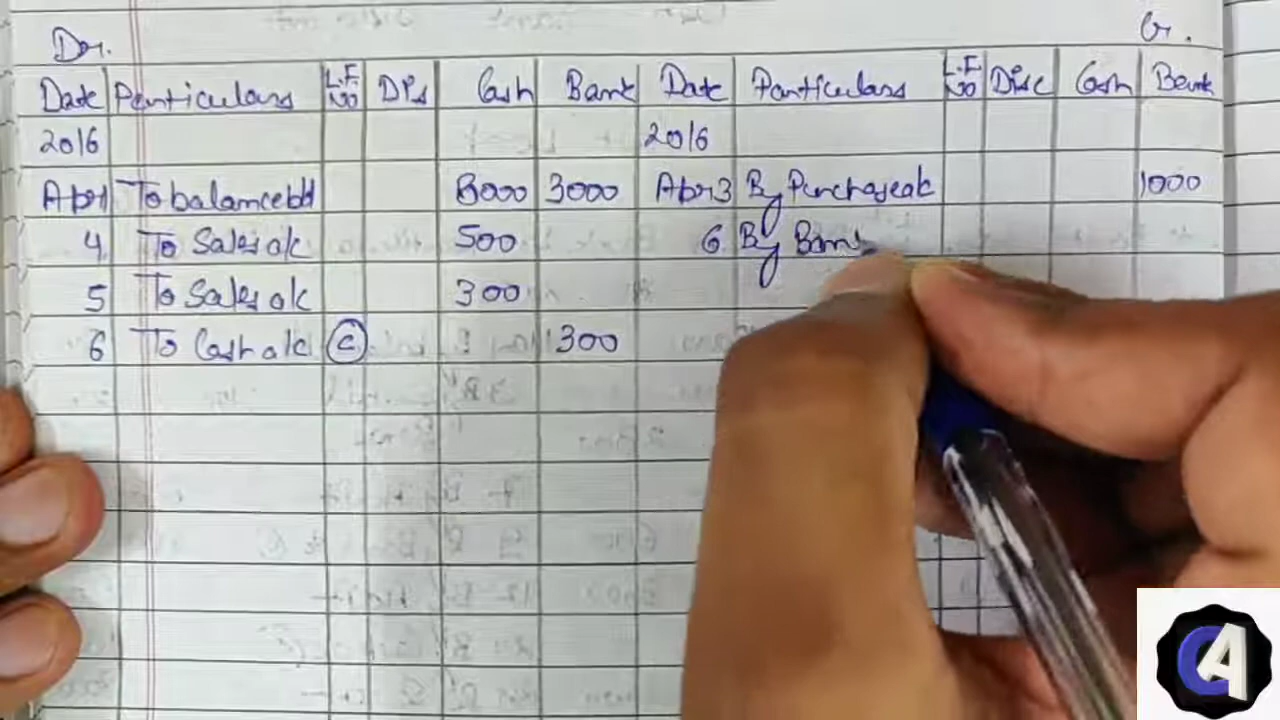 Dr. Cr.
Date Particulars L.F. No Dis Cash Bank Date Particulars L.F. No Disc Cash Bank
2016 2016
Apr 1 To balance b/d 8000 3000 Apr 3 By Purchase a/c 1000
4 To Sales a/c 500 6 By Bank
5 To Sales a/c 300
6 To Cash a/c C 300
CA